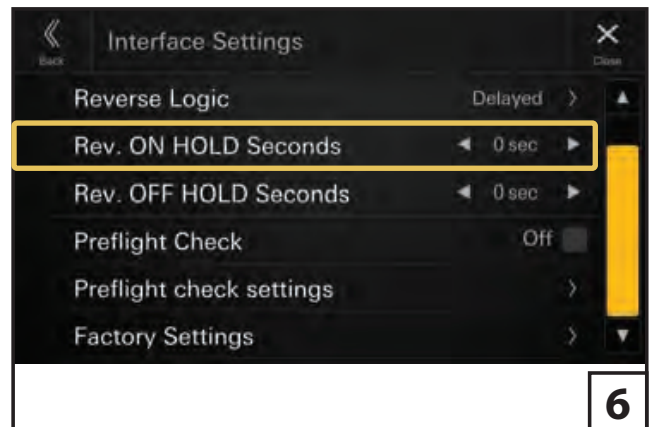 Interface Settings
Back
Close
Reverse Logic Delayed
Rev. ON HOLD Seconds 0 sec
Rev. OFF HOLD Seconds 0 sec
Preflight Check Off
Preflight check settings
Factory Settings
6